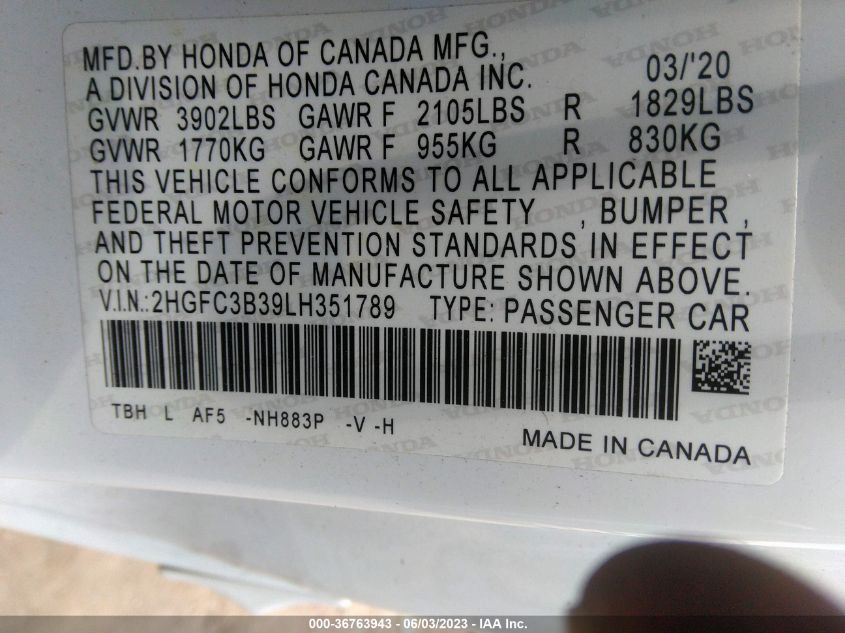 MFD.BY HONDA OF CANADA MFG.,
A DIVISION OF HONDA CANADA INC. 03/'20
GVWR 3902LBS GAWR F 2105LBS R 1829LBS
GVWR 1770KG GAWR F 955KG R 830KG
THIS VEHICLE CONFORMS TO ALL APPLICABLE
FEDERAL MOTOR VEHICLE SAFETY , BUMPER ,
AND THEFT PREVENTION STANDARDS IN EFFECT
ON THE DATE OF MANUFACTURE SHOWN ABOVE.
V.I.N.:2HGFC3B39LH351789 TYPE: PASSENGER CAR
TBH L AF5 -NH883P -V -H
MADE IN CANADA
000-36763943 - 06/03/2023 - IAA Inc.